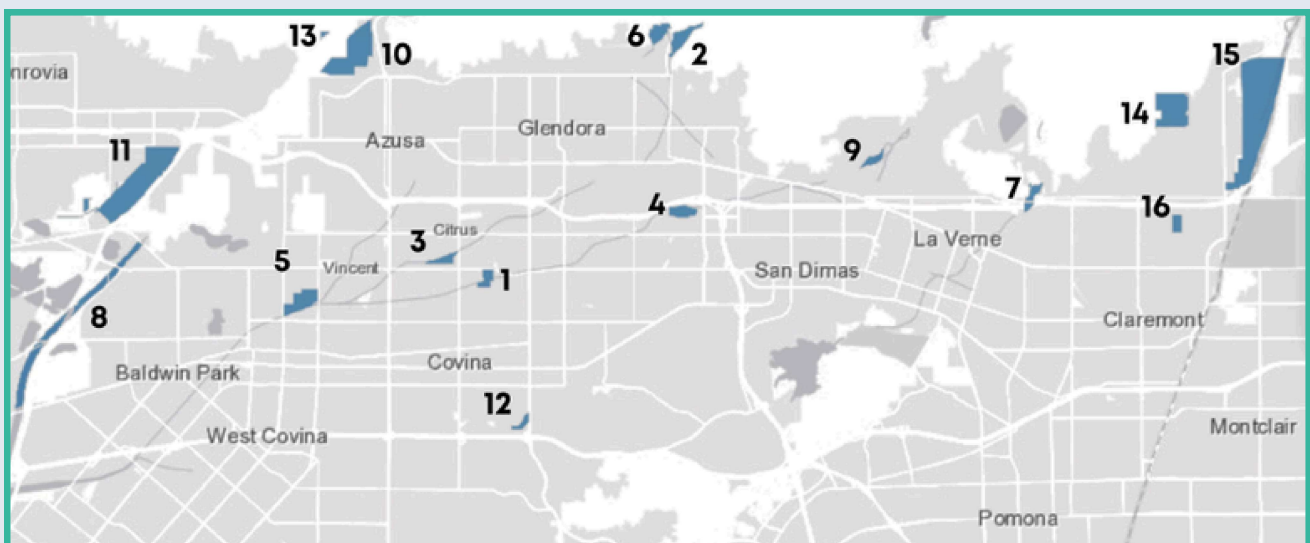 13
10
6
2
15
nrovia
14
Azusa
Glendora
11
9
7
4
16
3
Citrus
La Verne
5
Vincent
1
San Dimas
8
Claremont
Covina
Baldwin Park
12
West Covina
Montclair
Pomona